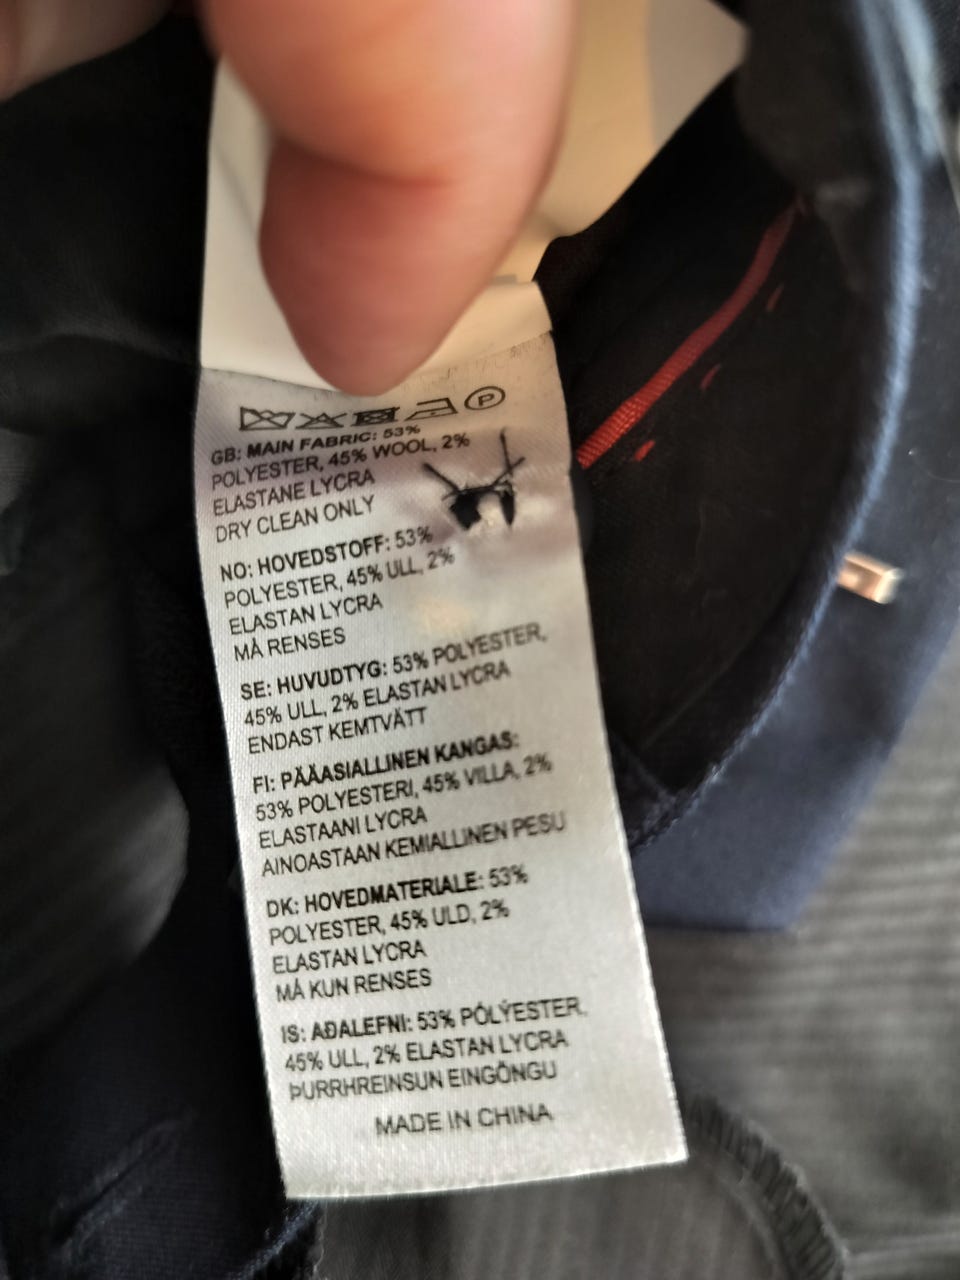 P
GB: MAIN FABRIC: 53%
POLYESTER, 45% WOOL, 2%
ELASTANE LYCRA
DRY CLEAN ONLY
NO: HOVEDSTOFF: 53%
POLYESTER, 45% ULL, 2%
ELASTAN LYCRA
MÅ RENSES
SE: HUVUDTYG: 53% POLYESTER,
45% ULL, 2% ELASTAN LYCRA
ENDAST KEMTVÄTT
FI: PÄÄASIALLINEN KANGAS:
53% POLYESTERI, 45% VILLA, 2%
ELASTAANI LYCRA
AINOASTAAN KEMIALLINEN PESU
DK: HOVEDMATERIALE: 53%
POLYESTER, 45% ULD, 2%
ELASTAN LYCRA
MÅ KUN RENSES
IS: AÐALEFNI: 53% PÓLÝESTER,
45% ULL, 2% ELASTAN LYCRA
ÞURRHREINSUN EINGÖNGU
MADE IN CHINA